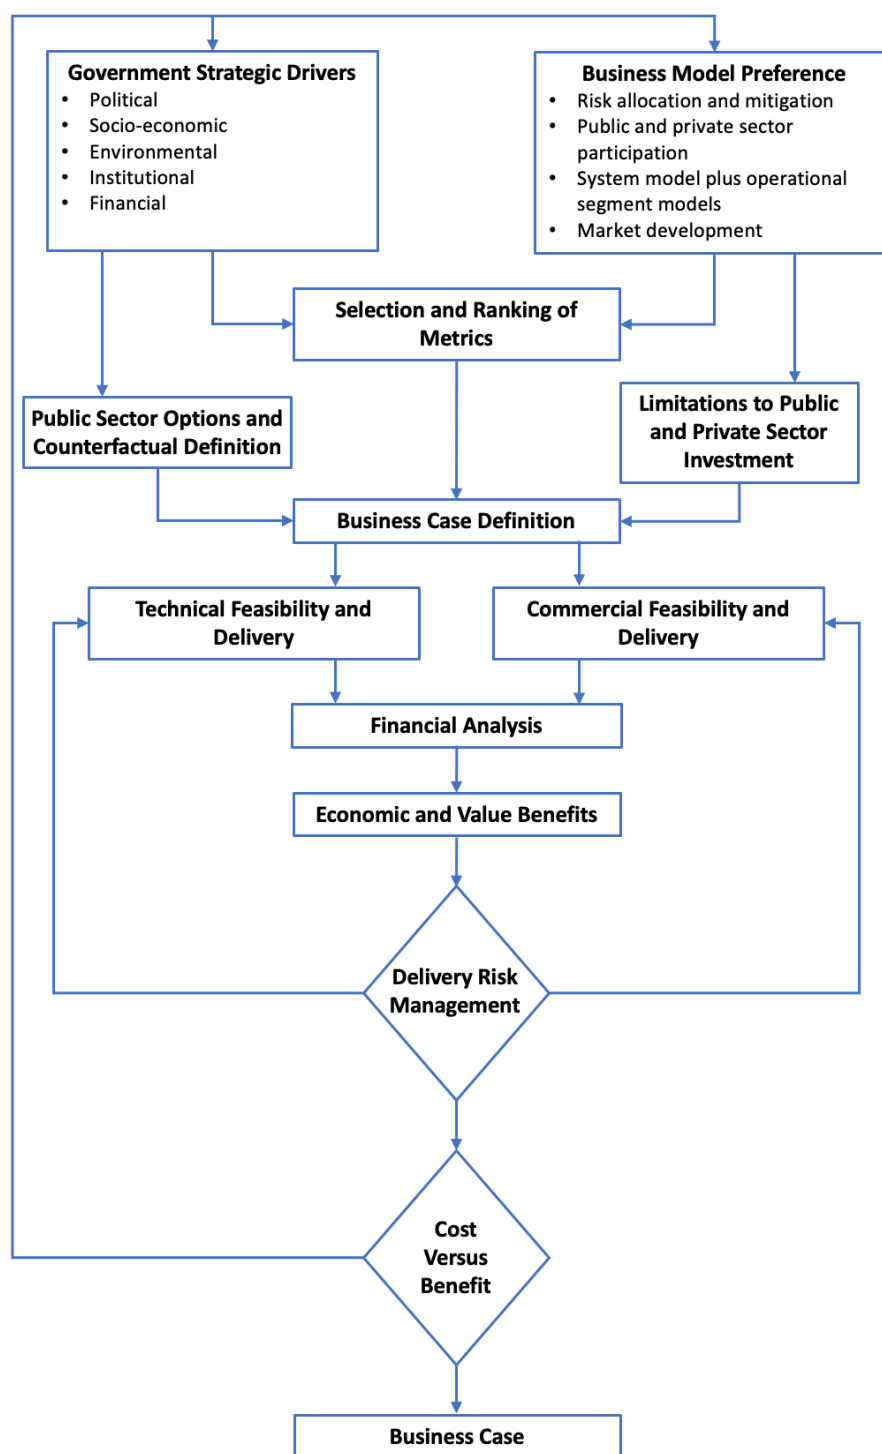 Government Strategic Drivers
• Political
• Socio-economic
• Environmental
• Institutional
• Financial
Business Model Preference
• Risk allocation and mitigation
• Public and private sector
participation
• System model plus operational
segment models
• Market development
Selection and Ranking of
Metrics
Public Sector Options and
Counterfactual Definition
Limitations to Public
and Private Sector
Investment
Business Case Definition
Technical Feasibility and
Delivery
Commercial Feasibility and
Delivery
Financial Analysis
Economic and Value Benefits
Delivery Risk
Management
Cost
Versus
Benefit
Business Case